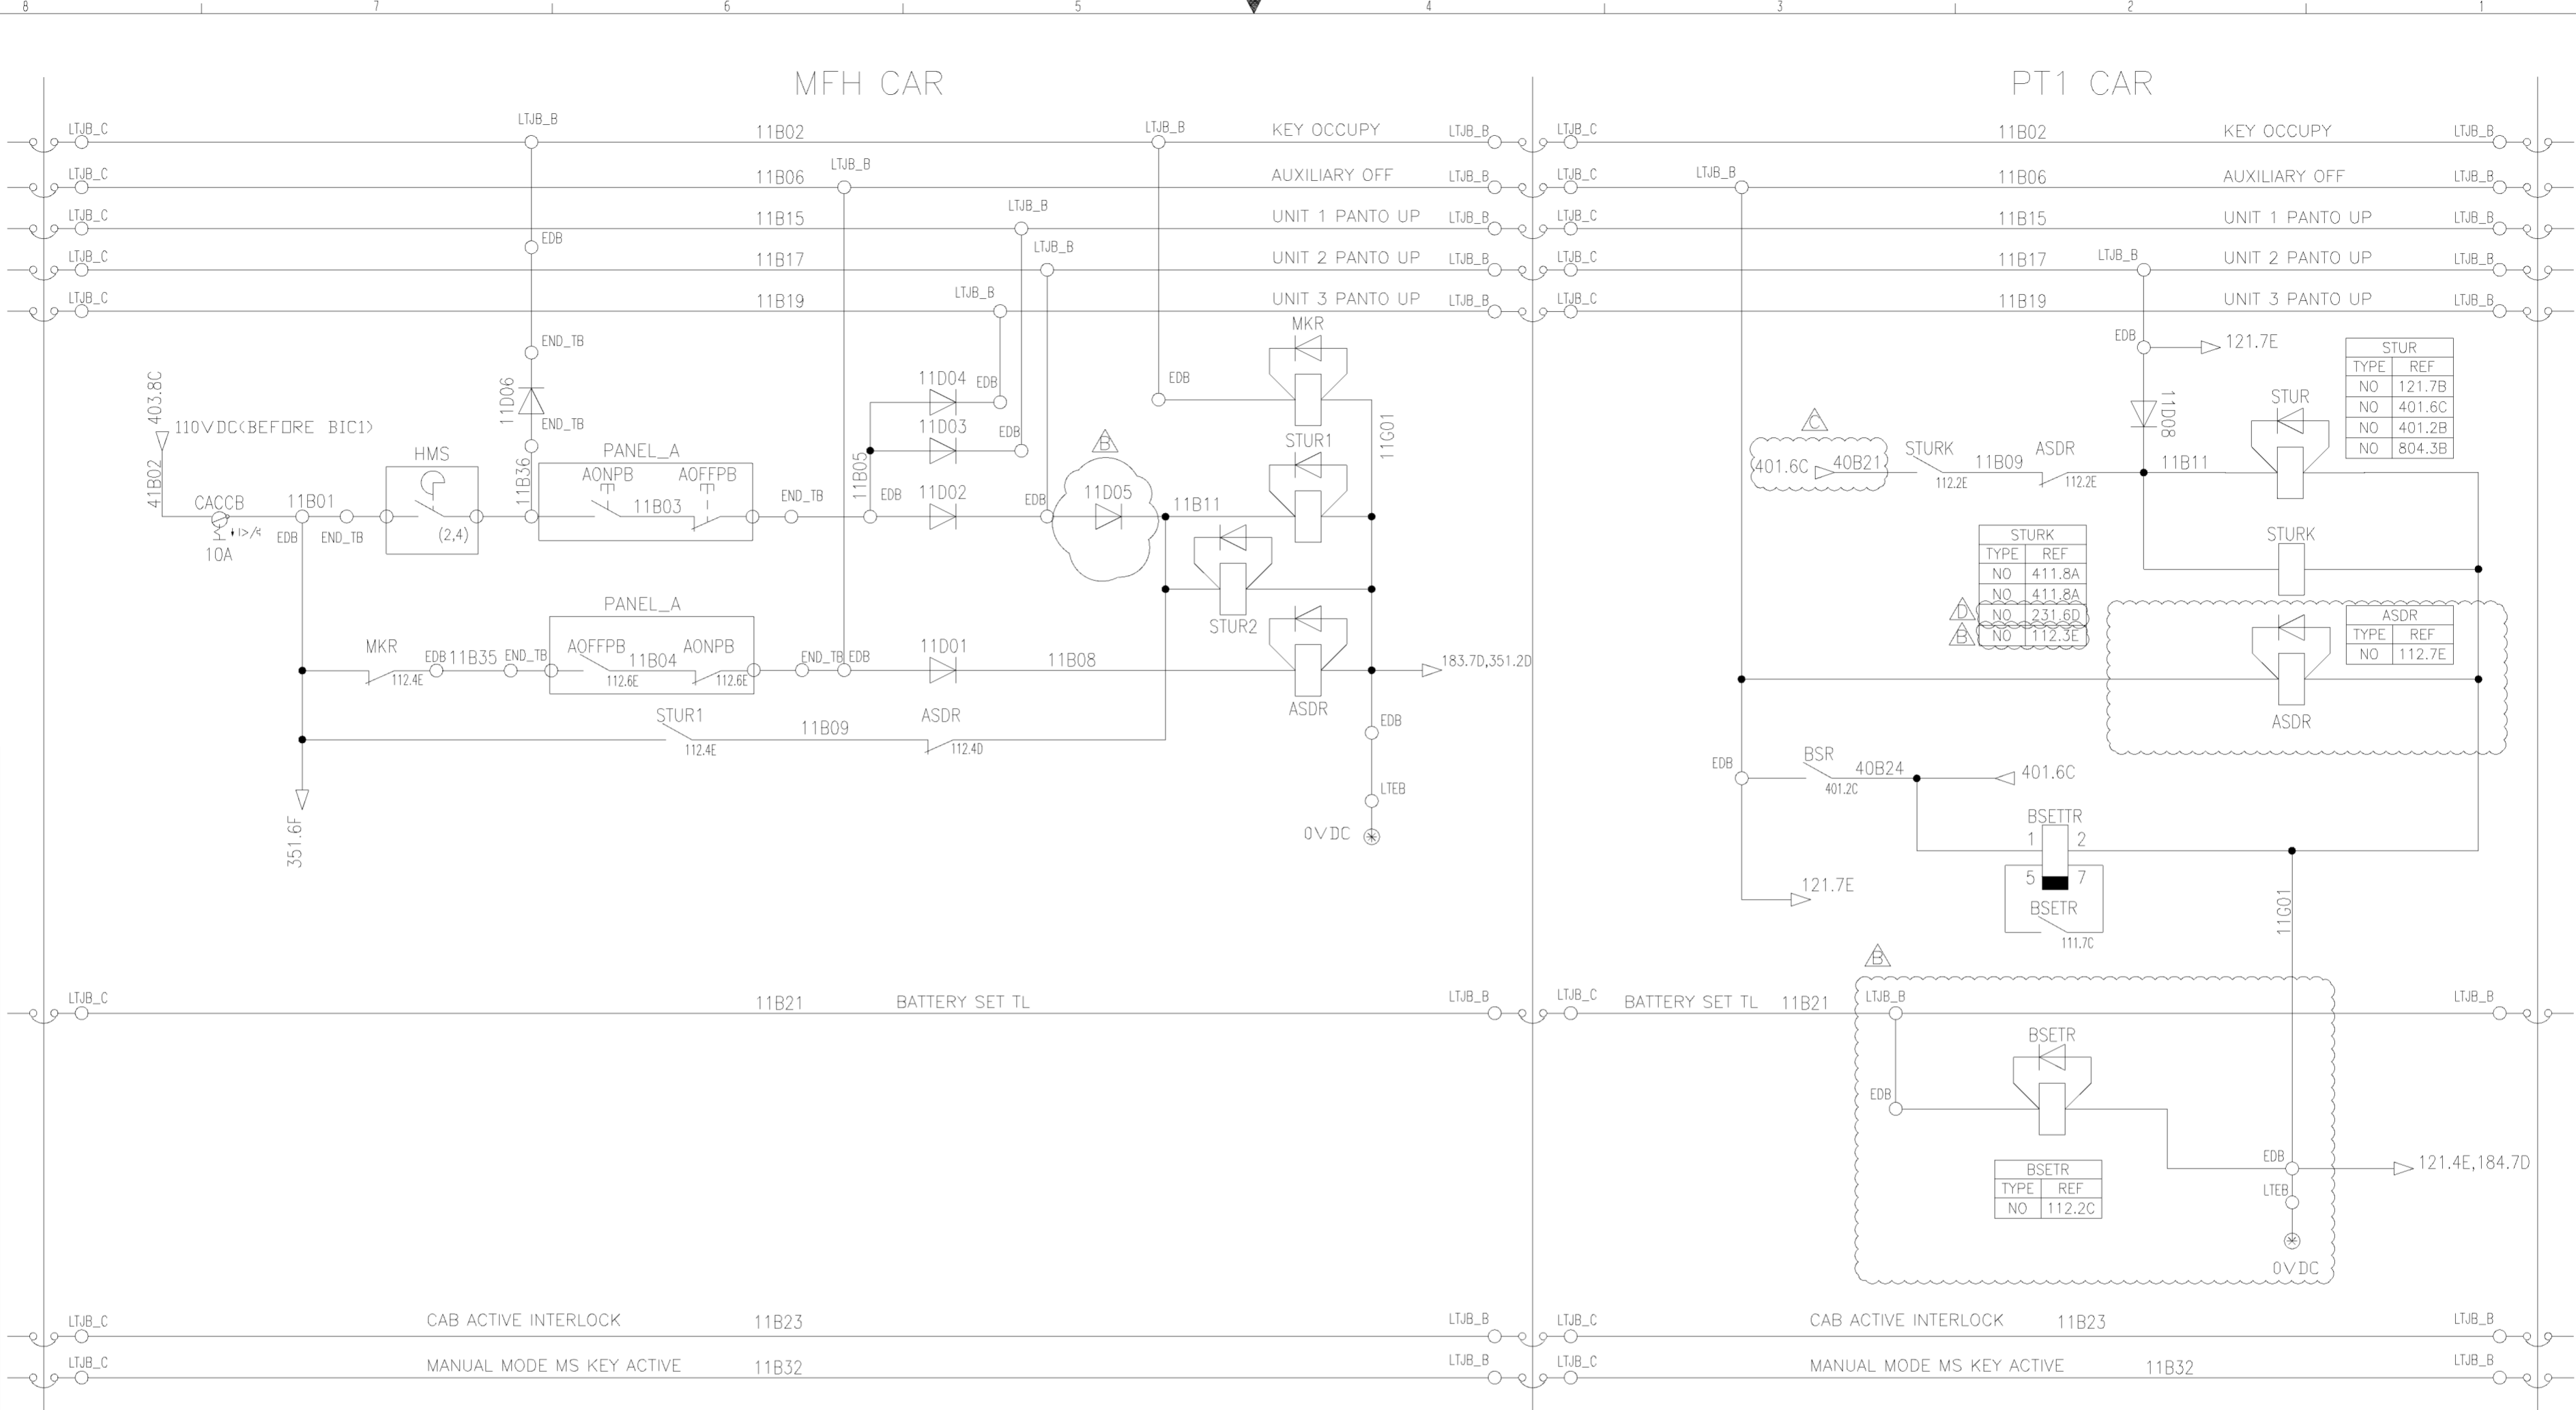 8 7 6 5 4 3 2 1
MFH CAR PT1 CAR
LTJB_C LTJB_B 11B02 LTJB_B KEY OCCUPY LTJB_B LTJB_C 11B02 KEY OCCUPY LTJB_B
LTJB_C 11B06 LTJB_B AUXILIARY OFF LTJB_B LTJB_C LTJB_B 11B06 AUXILIARY OFF LTJB_B
LTJB_C 11B15 LTJB_B UNIT 1 PANTO UP LTJB_B LTJB_C 11B15 UNIT 1 PANTO UP LTJB_B
EDB
LTJB_C 11B17 LTJB_B UNIT 2 PANTO UP LTJB_B LTJB_C 11B17 LTJB_B UNIT 2 PANTO UP LTJB_B
LTJB_C 11B19 LTJB_B UNIT 3 PANTO UP LTJB_B LTJB_C 11B19 UNIT 3 PANTO UP LTJB_B
MKR
END_TB
EDB 121.7E
STUR
TYPE REF
NO 121.7B
NO 401.6C
NO 401.2B
NO 804.3B
403.8C
11D06
11D04 EDB
EDB
11G01
STUR
11D08
110VDC(BEFORE BIC1)
END_TB
11D03 EDB
B
C
STUR1
HMS
PANEL_A
AONPB AOFFPB
41B02
11B36
11B05
401.6C 40B21 STURK 11B09 ASDR 11B11
112.2E 112.2E
CACCB 11B01
10A
EDB END_TB
(2,4)
11B03
END_TB
EDB 11D02
EDB 11D05
11B11
STURK
TYPE REF
NO 411.8A
NO 411.8A
D NO 231.6D
B NO 112.3E
STURK
PANEL_A
STUR2
ASDR
TYPE REF
NO 112.7E
MKR
112.4E
EDB 11B35 END_TB
AOFFPB 11B04 AONPB
112.6E 112.6E
END_TB EDB
11D01
11B08
183.7D,351.2D
STUR1
112.4E
11B09
ASDR
112.4D
ASDR
ASDR
EDB
LTEB
0VDC
351.6F
EDB
BSR
401.2C
40B24
401.6C
BSETTR
1 2
5 7
BSETR
111.7C
121.7E
11G01
B
LTJB_C 11B21 BATTERY SET TL LTJB_B LTJB_C BATTERY SET TL 11B21 LTJB_B LTJB_B
BSETR
EDB
BSETR
TYPE REF
NO 112.2C
EDB 121.4E,184.7D
LTEB
0VDC
LTJB_C CAB ACTIVE INTERLOCK 11B23 LTJB_B LTJB_C CAB ACTIVE INTERLOCK 11B23 LTJB_B
LTJB_C MANUAL MODE MS KEY ACTIVE 11B32 LTJB_B LTJB_C MANUAL MODE MS KEY ACTIVE 11B32 LTJB_B